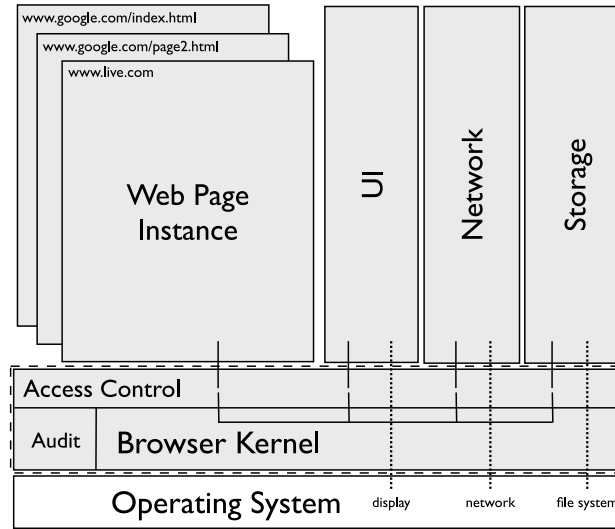 www.google.com/index.html
www.google.com/page2.html
www.live.com
Web Page
Instance
UI
Network
Storage
Access Control
Audit
Browser Kernel
Operating System
display
network
file system